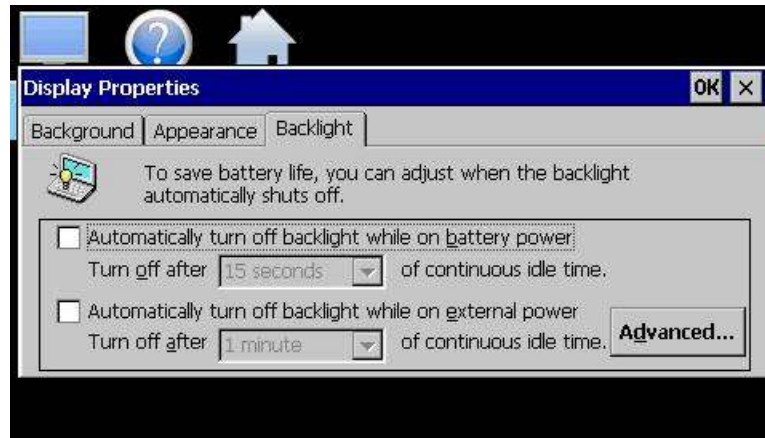 ?
Display Properties OK ×
Background Appearance Backlight
To save battery life, you can adjust when the backlight
automatically shuts off.
Automatically turn off backlight while on battery power
Turn off after 15 seconds of continuous idle time.
Automatically turn off backlight while on external power
Turn off after 1 minute of continuous idle time.
Advanced...